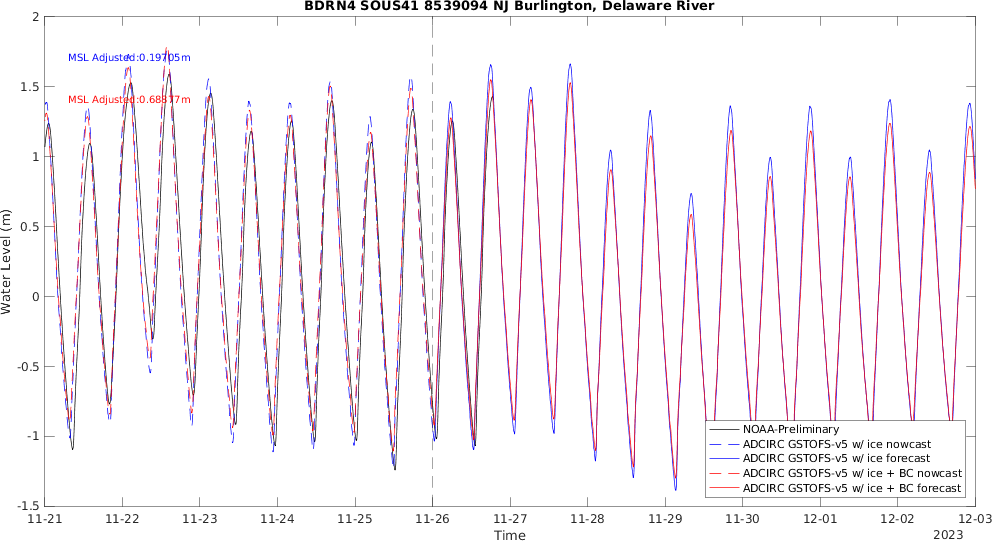 BDRN4 SOUS41 8539094 NJ Burlington, Delaware River
2
1.5
1
0.5
0
-0.5
-1
-1.5
Water Level (m)
MSL Adjusted:0.19705m
MSL Adjusted:0.68877m
NOAA-Preliminary
ADCIRC GSTOFS-v5 w/ ice nowcast
ADCIRC GSTOFS-v5 w/ ice forecast
ADCIRC GSTOFS-v5 w/ ice + BC nowcast
ADCIRC GSTOFS-v5 w/ ice + BC forecast
11-21 11-22 11-23 11-24 11-25 11-26 11-27 11-28 11-29 11-30 12-01 12-02 12-03
Time
2023